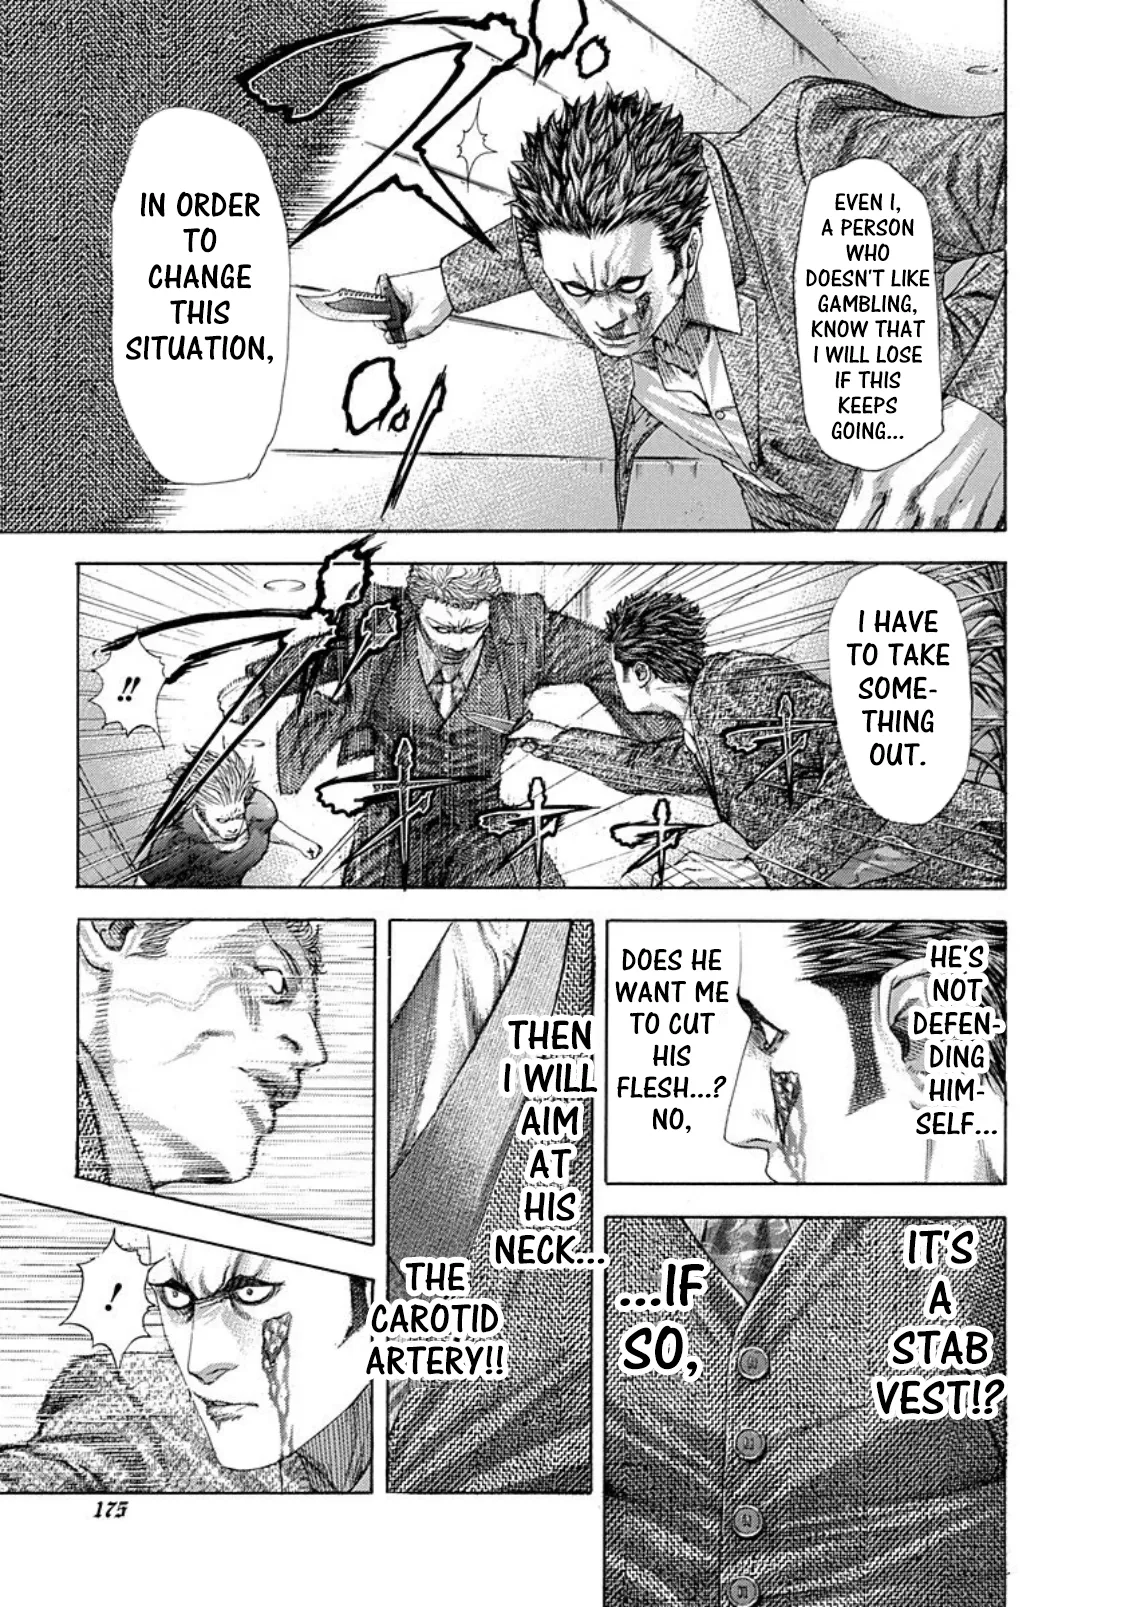 EVEN I,
A PERSON
WHO
DOESN'T LIKE
GAMBLING,
KNOW THAT
I WILL LOSE
IF THIS
KEEPS
GOING...
IN ORDER
TO
CHANGE
THIS
SITUATION,
I HAVE
TO TAKE
SOME-
THING
OUT.
!!
HE'S
NOT
DEFEN-
DING
HIM-
SELF...
DOES HE
WANT ME
TO CUT
HIS
FLESH...?
NO,
IT'S
A
STAB
VEST!?
...IF
SO,
THEN
I WILL
AIM
AT
HIS
NECK...
THE
CAROTID
ARTERY!!
!
175